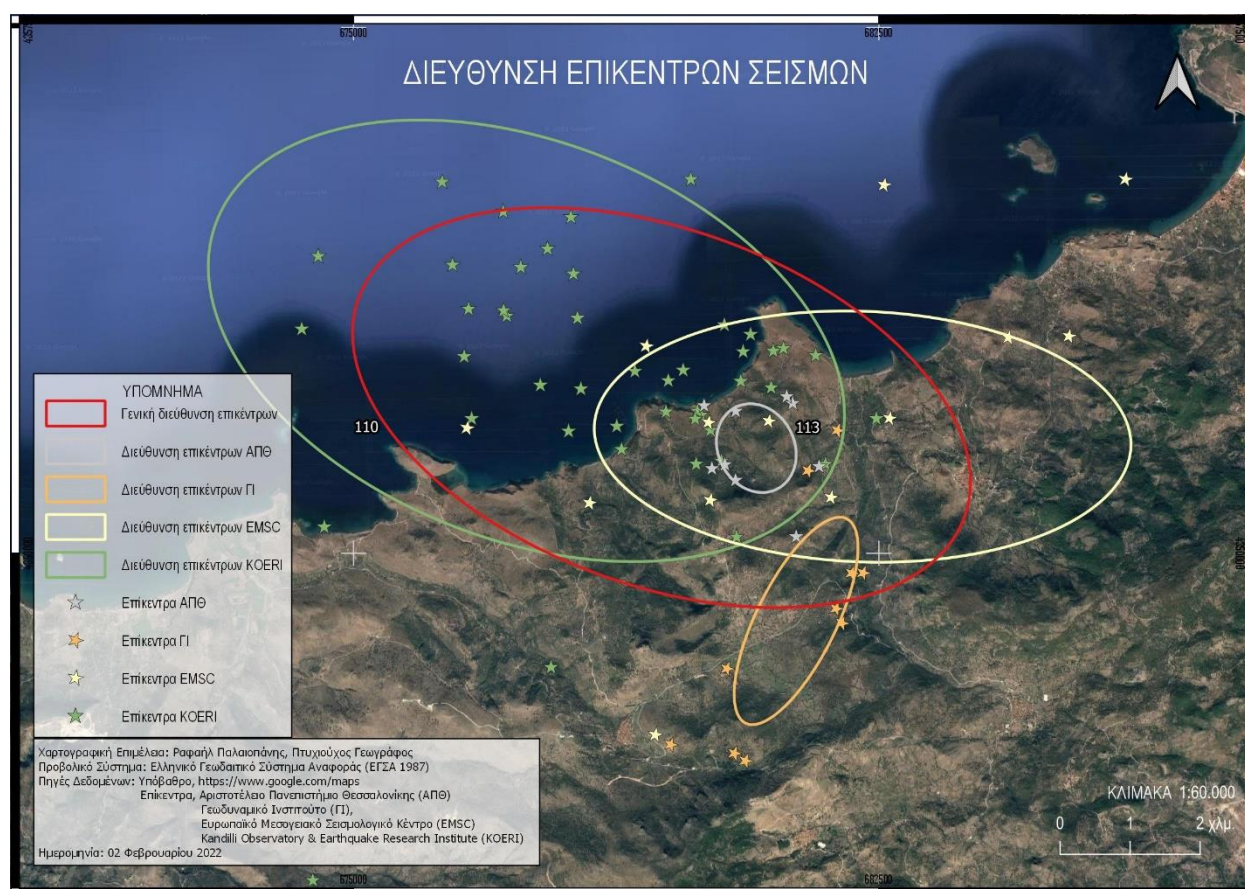 675000
682500
ΔΙΕΥΘΥΝΣΗ ΕΠΙΚΕΝΤΡΩΝ ΣΕΙΣΜΩΝ
110
113
ΥΠΟΜΝΗΜΑ
Γενική διεύθυνση επικέντρων
Διεύθυνση επικέντρων ΑΠΘ
Διεύθυνση επικέντρων ΓΙ
Διεύθυνση επικέντρων EMSC
Διεύθυνση επικέντρων KOERI
Επίκεντρα ΑΠΘ
Επίκεντρα ΓΙ
Επίκεντρα EMSC
Επίκεντρα KOERI
Χαρτογραφική Επιμέλεια: Ραφαήλ Παλαιοπάνης, Πτυχιούχος Γεωγράφος
Προβολικό Σύστημα: Ελληνικό Γεωδαιτικό Σύστημα Αναφοράς (ΕΓΣΑ 1987)
Πηγές Δεδομένων: Υπόβαθρο, https://www.google.com/maps
Επίκεντρα, Αριστοτέλειο Πανεπιστήμιο Θεσσαλονίκης (ΑΠΘ)
Γεωδυναμικό Ινστιτούτο (ΓΙ),
Ευρωπαϊκό Μεσογειακό Σεισμολογικό Κέντρο (EMSC)
Kandilli Observatory & Earthquake Research Institute (KOERI)
Ημερομηνία: 02 Φεβρουαρίου 2022
ΚΛΙΜΑΚΑ 1:60.000
0 1 2 χλμ.
675000
682500